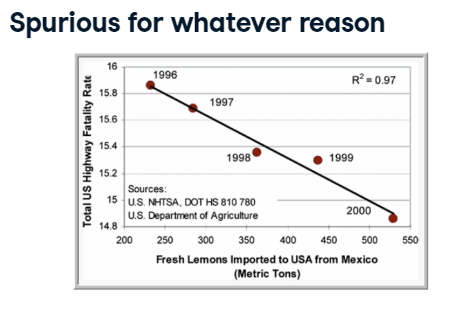 Spurious for whatever reason
Total US Highway Fatality Rate
16
15.8
15.6
15.4
15.2
15
14.8
R² = 0.97
1996
1997
1998
1999
2000
Sources:
U.S. NHTSA, DOT HS 810 780
U.S. Department of Agriculture
200 250 300 350 400 450 500 550
Fresh Lemons Imported to USA from Mexico
(Metric Tons)